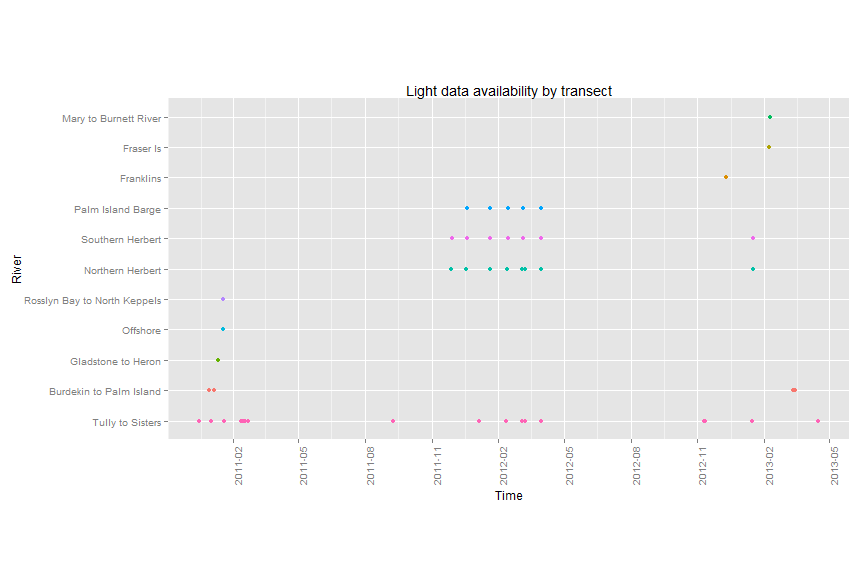 Light data availability by transect
Mary to Burnett River
Fraser Is
Franklins
Palm Island Barge
Southern Herbert
Northern Herbert
Rosslyn Bay to North Keppels
Offshore
Gladstone to Heron
Burdekin to Palm Island
Tully to Sisters
River
2011-02
2011-05
2011-08
2011-11
2012-02
2012-05
2012-08
2012-11
2013-02
2013-05
Time